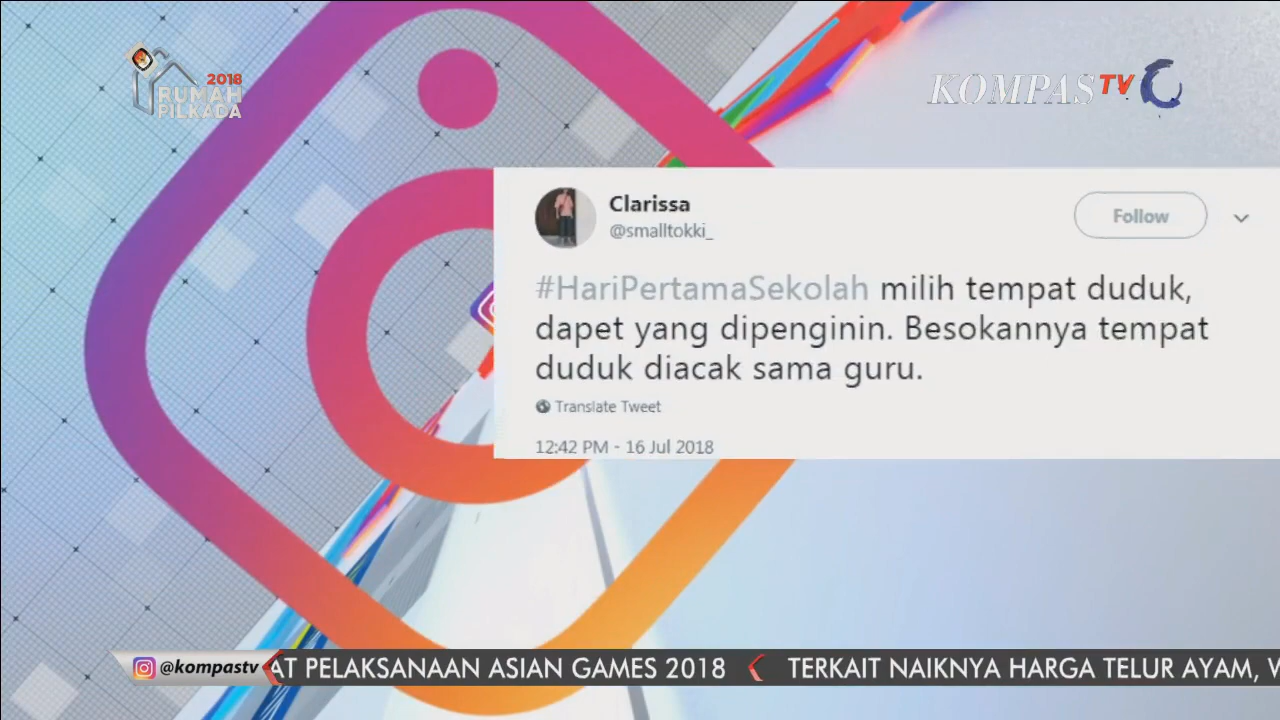 2018
RUMAH
PILKADA
KOMPAS TV
Clarissa
@smalltokki_
Follow
#HariPertamaSekolah milih tempat duduk,
dapet yang dipenginin. Besokannya tempat
duduk diacak sama guru.
Translate Tweet
12:42 PM - 16 Jul 2018
@kompastv
AT PELAKSANAAN ASIAN GAMES 2018
TERKAIT NAIKNYA HARGA TELUR AYAM,